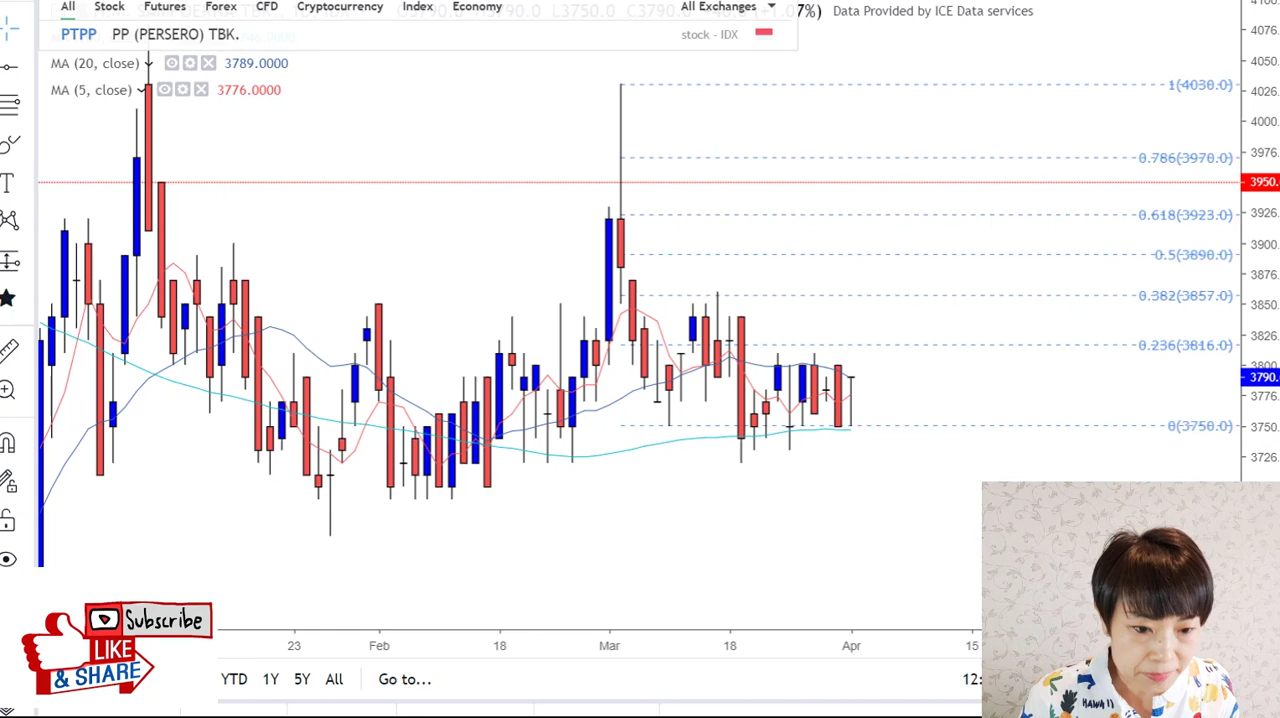 All Stock Futures Forex CFD Cryptocurrency Index Economy All Exchanges
7%) Data Provided by ICE Data services
PTPP PP (PERSERO) TBK. stock - IDX
MA (20, close) 3789.0000
MA (5, close) 3776.0000
1(4030.0)
0.786(3970.0)
0.618(3923.0)
0.5(3890.0)
0.382(3857.0)
0.236(3816.0)
0(3750.0)
4076.
4050.
4026.
4000.
3976.
3950.
3926.
3900.
3876.
3850.
3826.
3800.
3790.
3776.
3750.
3726.
Subscribe
LIKE
& SHARE
23 Feb 18 Mar 18 Apr 15
YTD 1Y 5Y All Go to... 12:
HAWAII